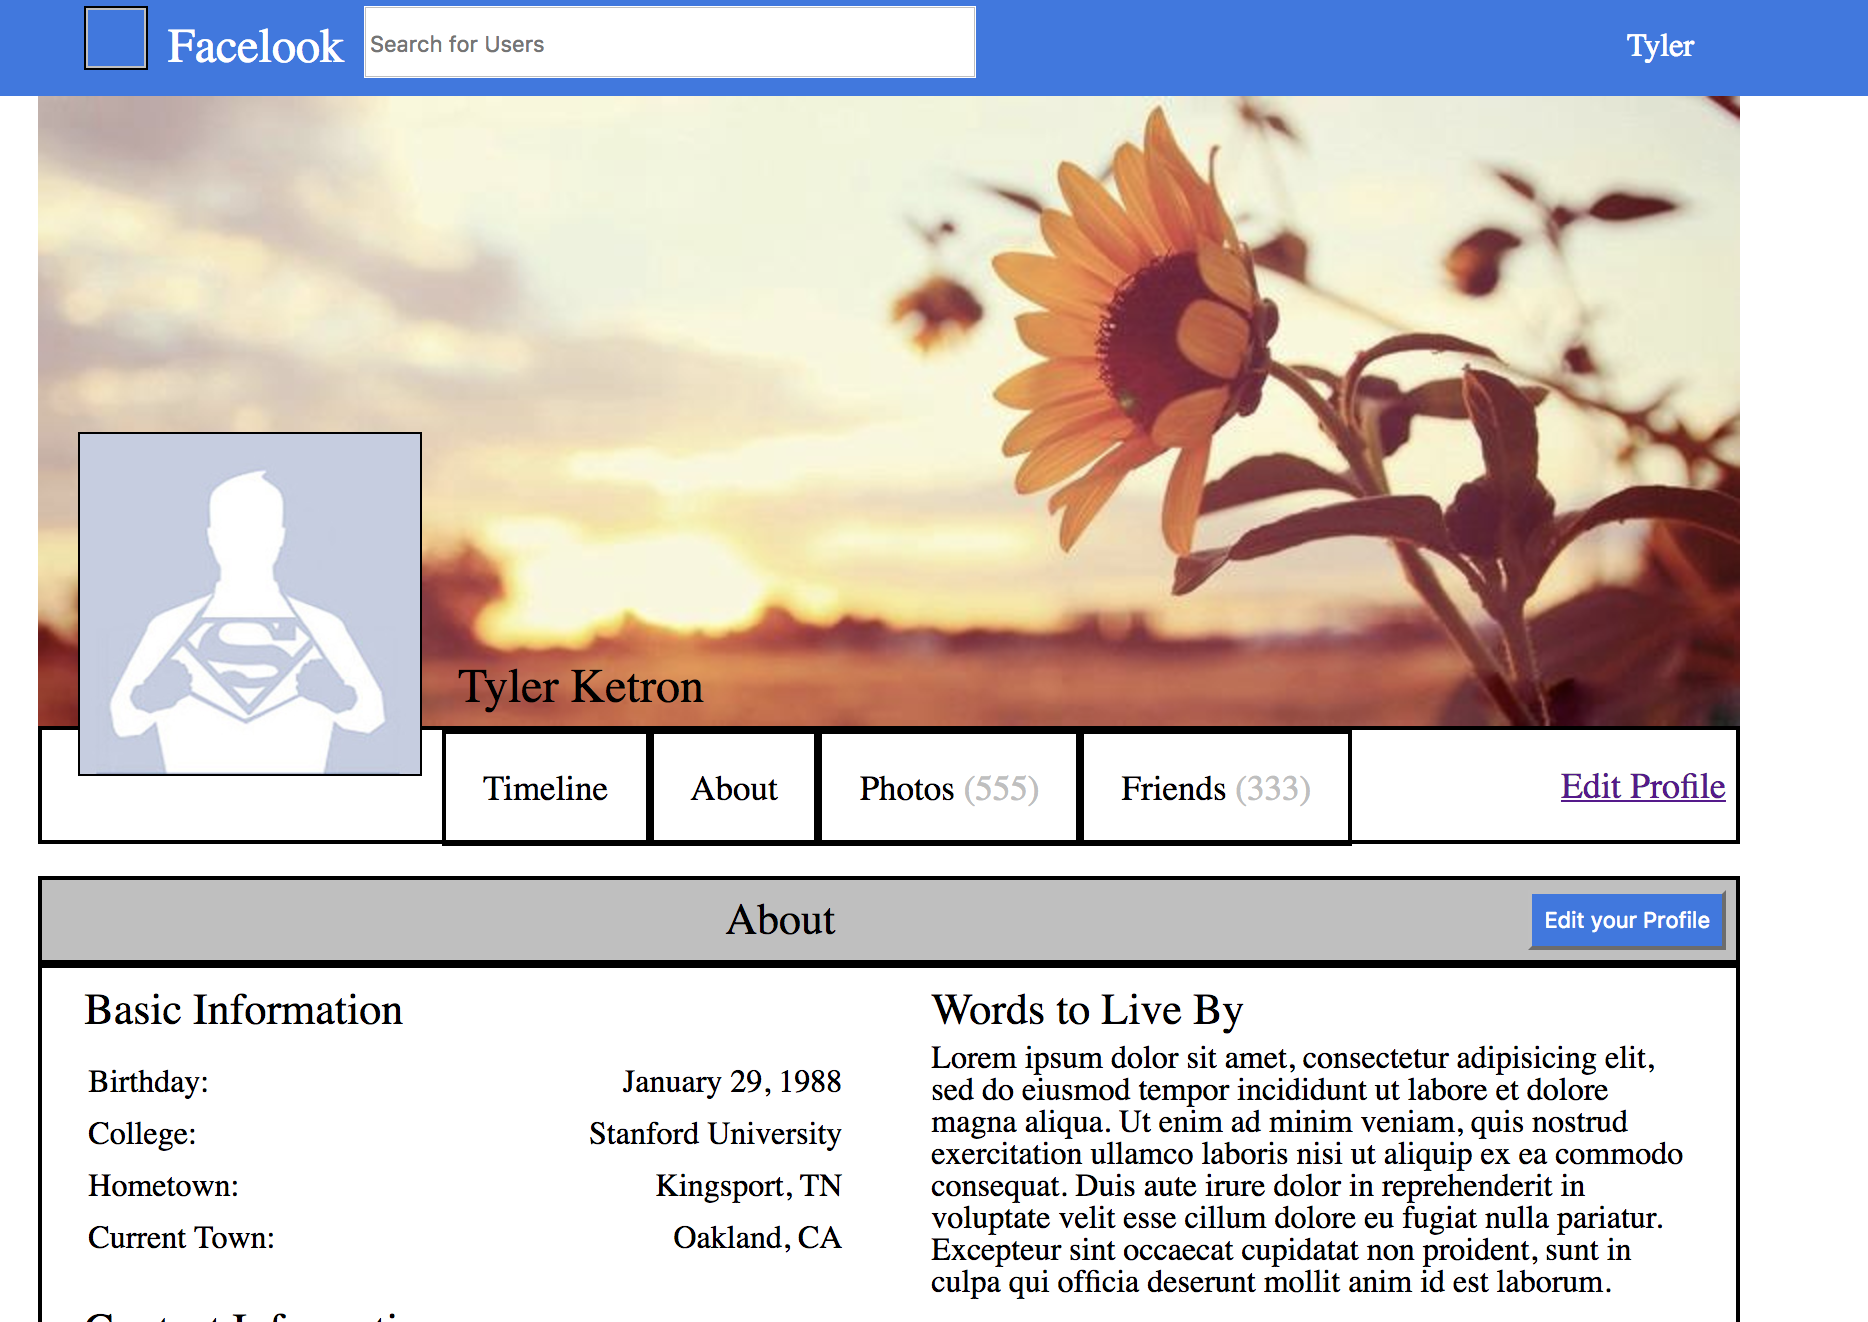 Facelook
Search for Users
Tyler
Tyler Ketron
Timeline
About
Photos (555)
Friends (333)
Edit Profile
About
Edit your Profile
Basic Information
Birthday: January 29, 1988
College: Stanford University
Hometown: Kingsport, TN
Current Town: Oakland, CA
Words to Live By
Lorem ipsum dolor sit amet, consectetur adipisicing elit,
sed do eiusmod tempor incididunt ut labore et dolore
magna aliqua. Ut enim ad minim veniam, quis nostrud
exercitation ullamco laboris nisi ut aliquip ex ea commodo
consequat. Duis aute irure dolor in reprehenderit in
voluptate velit esse cillum dolore eu fugiat nulla pariatur.
Excepteur sint occaecat cupidatat non proident, sunt in
culpa qui officia deserunt mollit anim id est laborum.